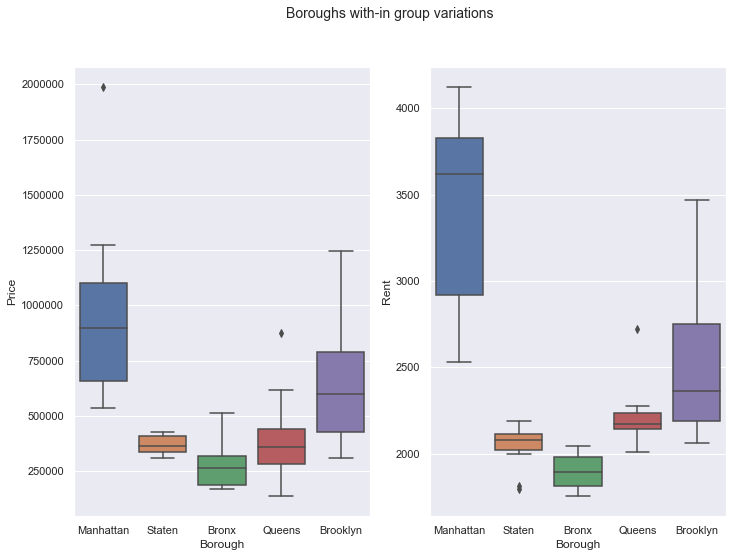 Boroughs with-in group variations
2000000
1750000
1500000
1250000
1000000
750000
500000
250000
Price
Manhattan Staten Bronx Queens Brooklyn
Borough
4000
3500
3000
2500
2000
Rent
Manhattan Staten Bronx Queens Brooklyn
Borough